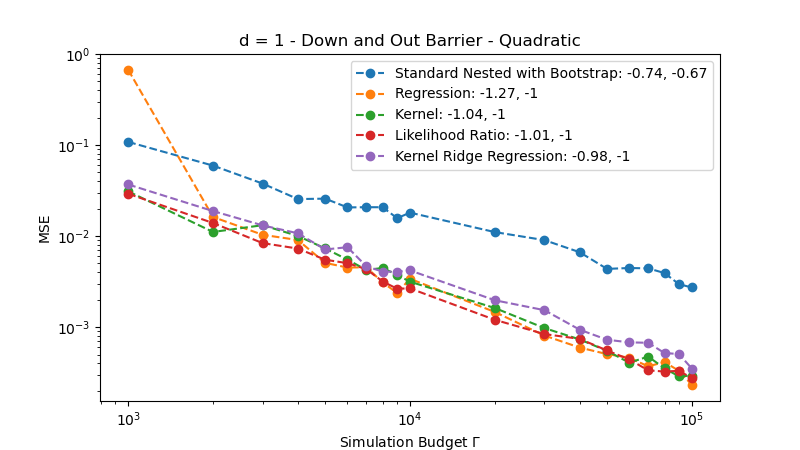 d = 1 - Down and Out Barrier - Quadratic
MSE
10⁰
10⁻¹
10⁻²
10⁻³
Standard Nested with Bootstrap: -0.74, -0.67
Regression: -1.27, -1
Kernel: -1.04, -1
Likelihood Ratio: -1.01, -1
Kernel Ridge Regression: -0.98, -1
10³
10⁴
10⁵
Simulation Budget Γ